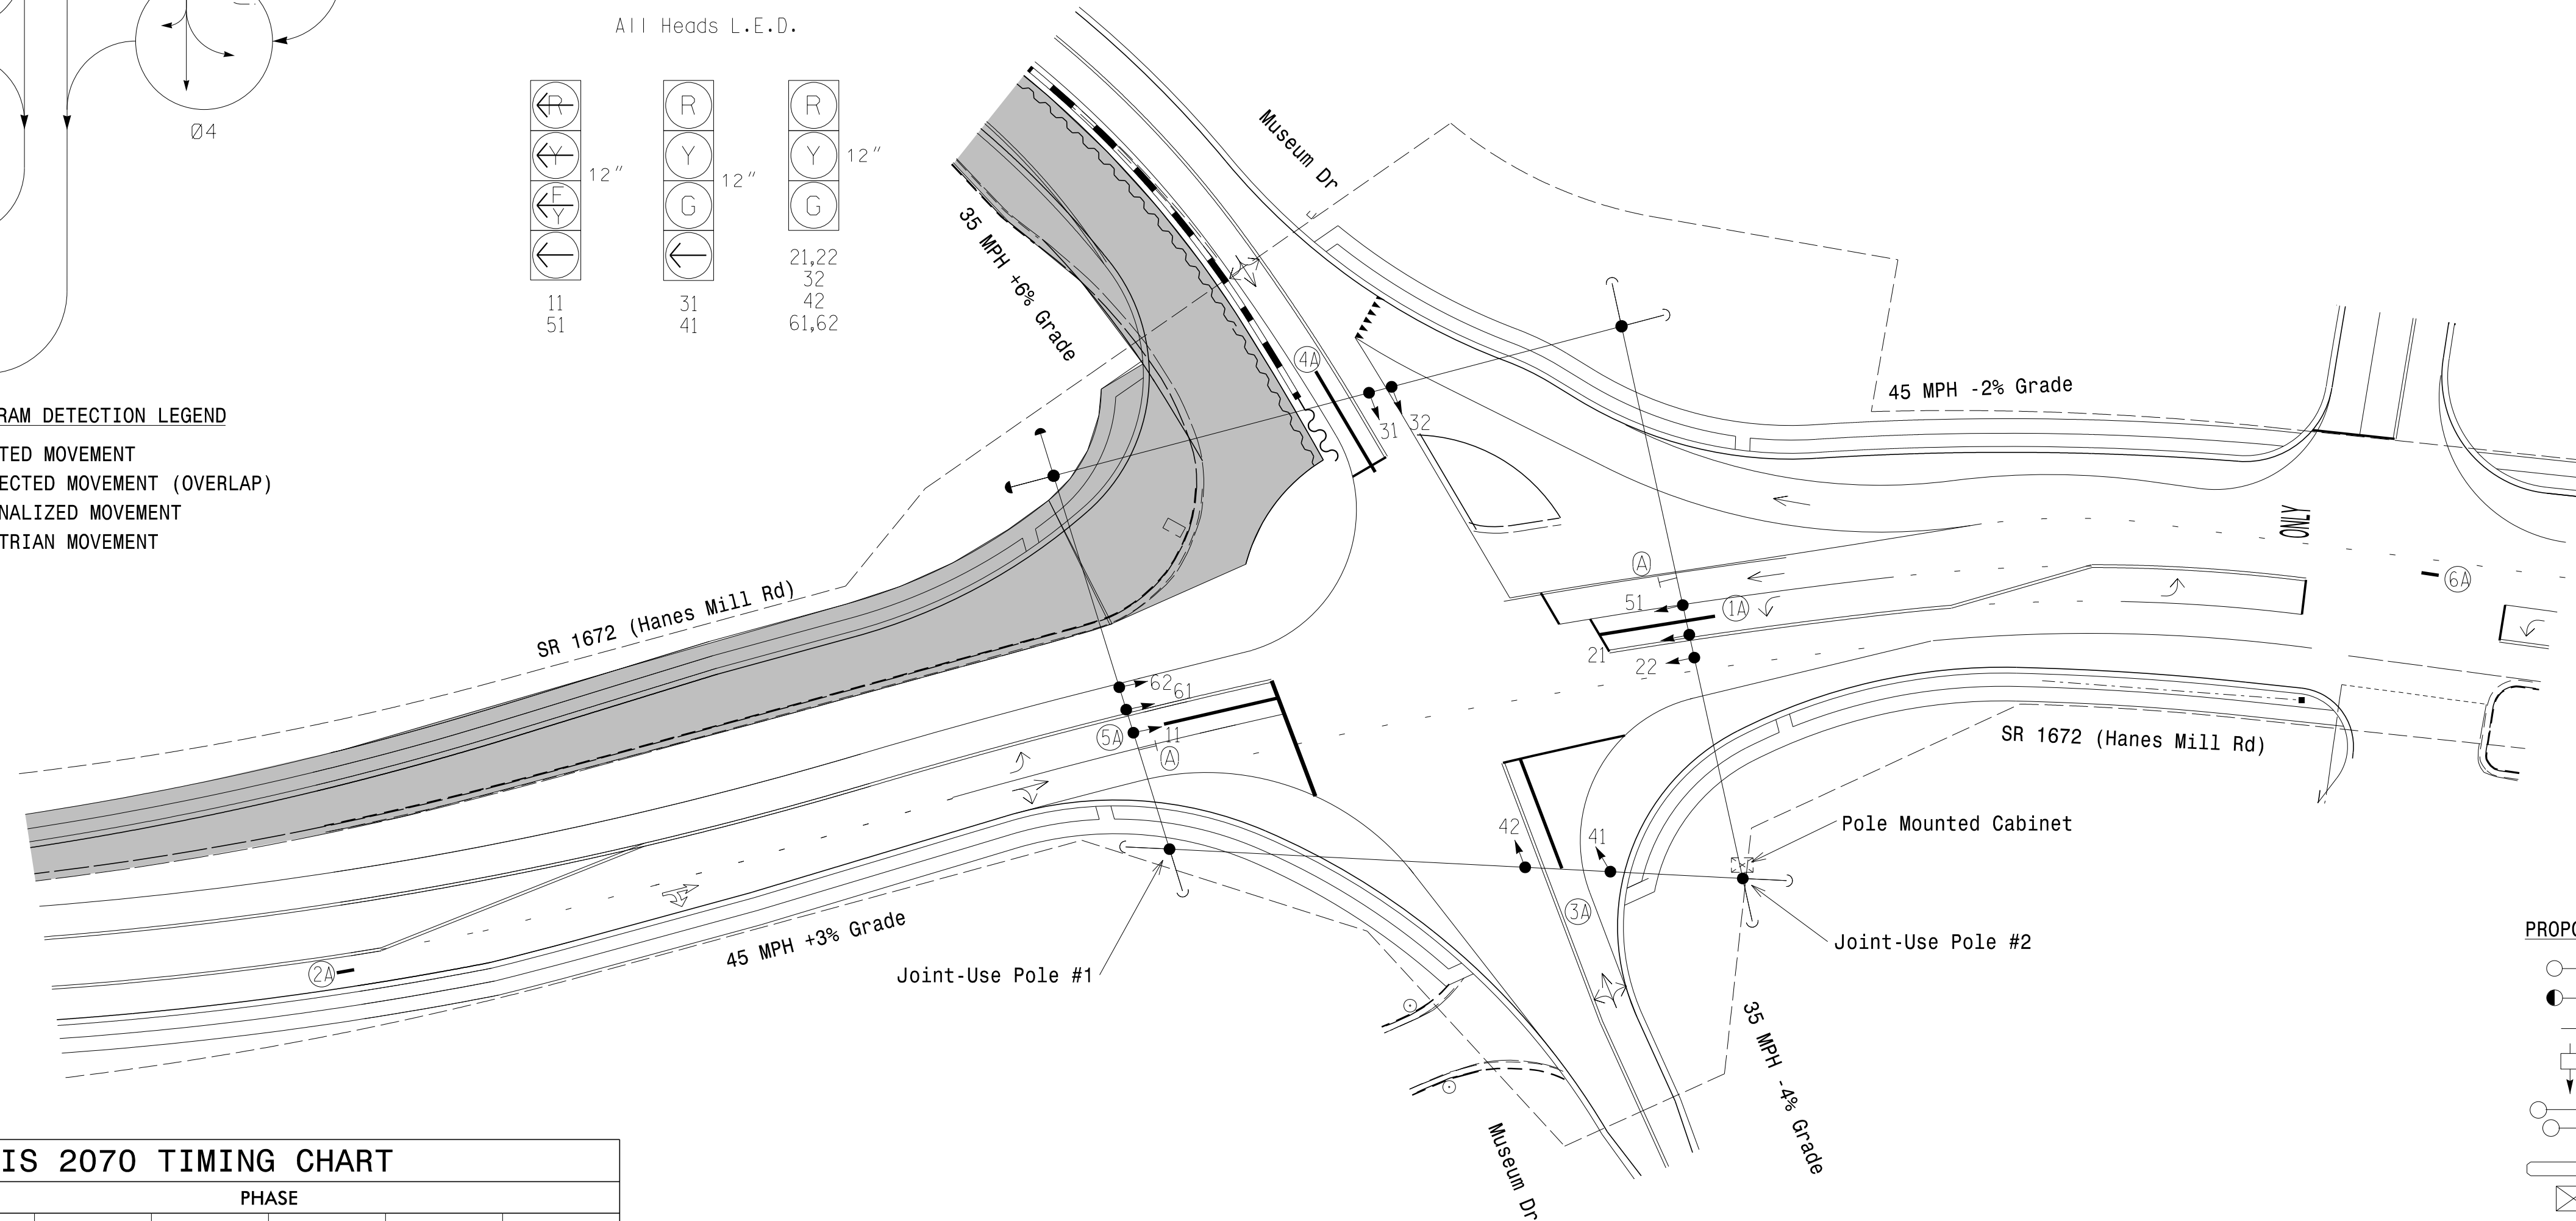 All Heads L.E.D.
Ø4
R
Y
F
Y
12"
11
51
R
Y
G
12"
31
41
R
Y
G
12"
21,22
32
42
61,62
RAM DETECTION LEGEND
TED MOVEMENT
ECTED MOVEMENT (OVERLAP)
NALIZED MOVEMENT
TRIAN MOVEMENT
Museum Dr
35 MPH +6% Grade
4A
31
32
45 MPH -2% Grade
ONLY
6A
A
51
1A
21
22
SR 1672 (Hanes Mill Rd)
62
61
5A
11
A
SR 1672 (Hanes Mill Rd)
42
41
Pole Mounted Cabinet
3A
2A
45 MPH +3% Grade
Joint-Use Pole #1
Joint-Use Pole #2
35 MPH -4% Grade
Museum Dr
PROPO
IS 2070 TIMING CHART
PHASE